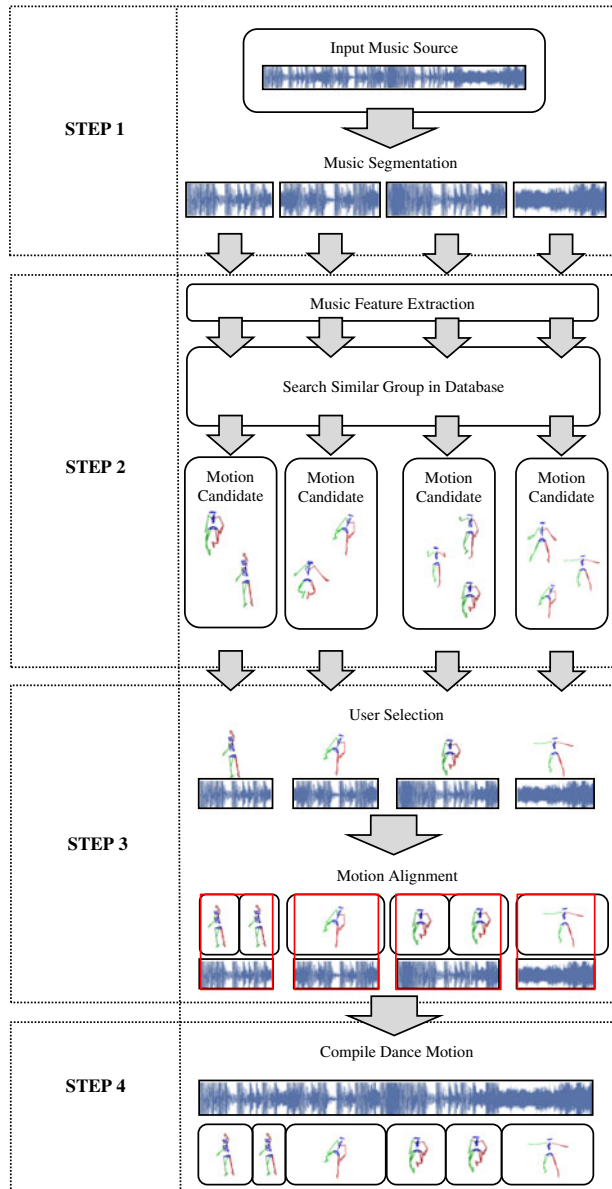 Input Music Source
STEP 1
Music Segmentation
Music Feature Extraction
Search Similar Group in Database
STEP 2
Motion
Candidate
Motion
Candidate
Motion
Candidate
Motion
Candidate
User Selection
STEP 3
Motion Alignment
Compile Dance Motion
STEP 4